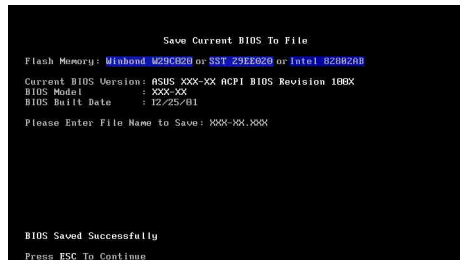 Save Current BIOS To File
Flash Memory: Winbond W29C020 or SST 29EE020 or Intel 82802AB
Current BIOS Version: ASUS XXX-XX ACPI BIOS Revision 100X
BIOS Model : XXX-XX
BIOS Built Date : 12/25/01
Please Enter File Name to Save: XXX-XX.XXX
BIOS Saved Successfully
Press ESC To Continue